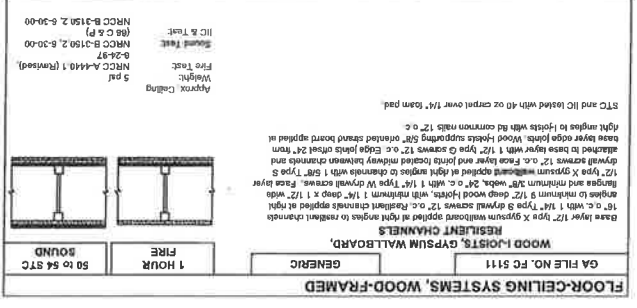 FLOOR-CEILING SYSTEMS, WOOD-FRAMED
GA FILE NO. FC 5111
GENERIC
1 HOUR
FIRE
50 to 54 STC
SOUND
WOOD I-JOISTS, GYPSUM WALLBOARD,
RESILIENT CHANNELS
Base layer 1/2" type X gypsum wallboard applied at right angles to resilient channels
16" o.c. with 1 1/4" Type S drywall screws 12" o.c. Resilient channels applied at right
angles to minimum 9 1/2" deep wood I-joists, with minimum 1 1/4" deep x 1 1/2" wide
flanges and minimum 3/8" webs, 24" o.c. with 1 1/4" Type W drywall screws. Face layer
1/2" type X gypsum wallboard applied at right angles to channels with 1 5/8" Type S
drywall screws 12" o.c. Face layer end joints located midway between channels and
attached to base layer with 1 1/2" type G screws 12" o.c. Edge joints offset 24" from
base layer edge joints. Wood I-joists supporting 5/8" oriented strand board applied at
right angles to I-joists with 8d common nails 12" o.c.
STC and IIC tested with 40 oz carpet over 1/4" foam pad.
Approx. Ceiling
Weight: 5 psf
Fire Test: NRCC A-4440.1 (Revised),
6-24-97
Sound Test: NRCC B-3150.2, 6-30-00
IIC & Test: (68 C & P)
NRCC B-3150.2, 6-30-00